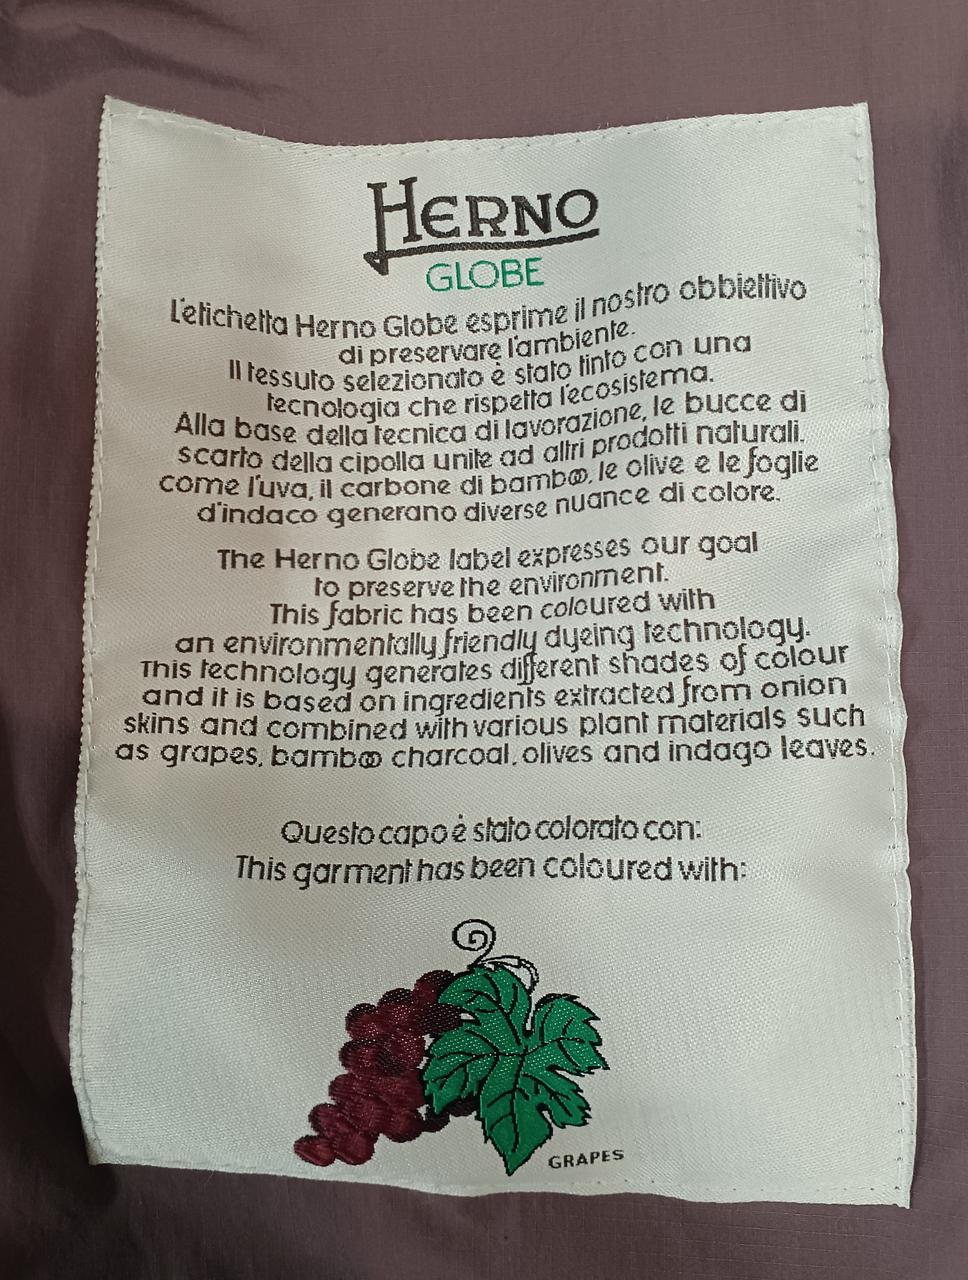 HERNO
GLOBE
L'etichetta Herno Globe esprime il nostro obbiettivo
di preservare l'ambiente.
Il tessuto selezionato è stato tinto con una
tecnologia che rispetta l'ecosistema.
Alla base della tecnica di lavorazione, le bucce di
scarto della cipolla unite ad altri prodotti naturali.
come l'uva, il carbone di bamboo, le olive e le foglie
d'indaco generano diverse nuance di colore.
The Herno Globe label expresses our goal
to preserve the environment.
This fabric has been coloured with
an environmentally friendly dyeing technology.
This technology generates different shades of colour
and it is based on ingredients extracted from onion
skins and combined with various plant materials such
as grapes, bamboo charcoal, olives and indago leaves.
Questo capo è stato colorato con:
This garment has been coloured with:
GRAPES